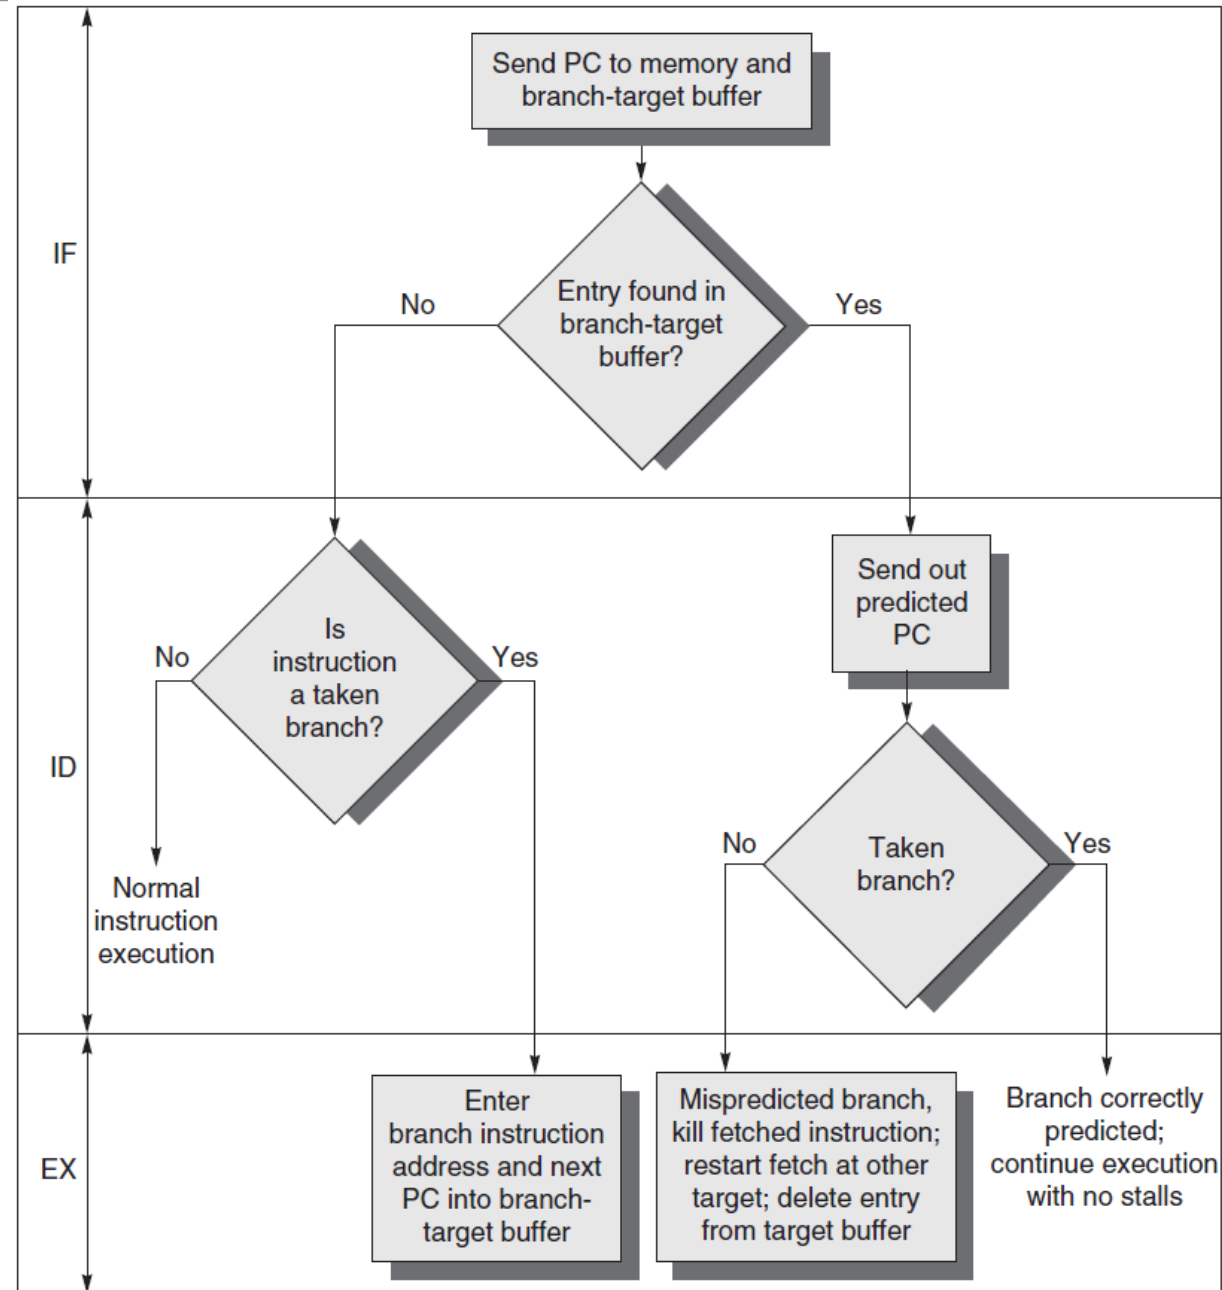 Send PC to memory and
branch-target buffer
IF
Entry found in
branch-target
buffer?
No
Yes
ID
Is
instruction
a taken
branch?
No
Yes
Normal
instruction
execution
Send out
predicted
PC
Taken
branch?
No
Yes
EX
Enter
branch instruction
address and next
PC into branch-
target buffer
Mispredicted branch,
kill fetched instruction;
restart fetch at other
target; delete entry
from target buffer
Branch correctly
predicted;
continue execution
with no stalls